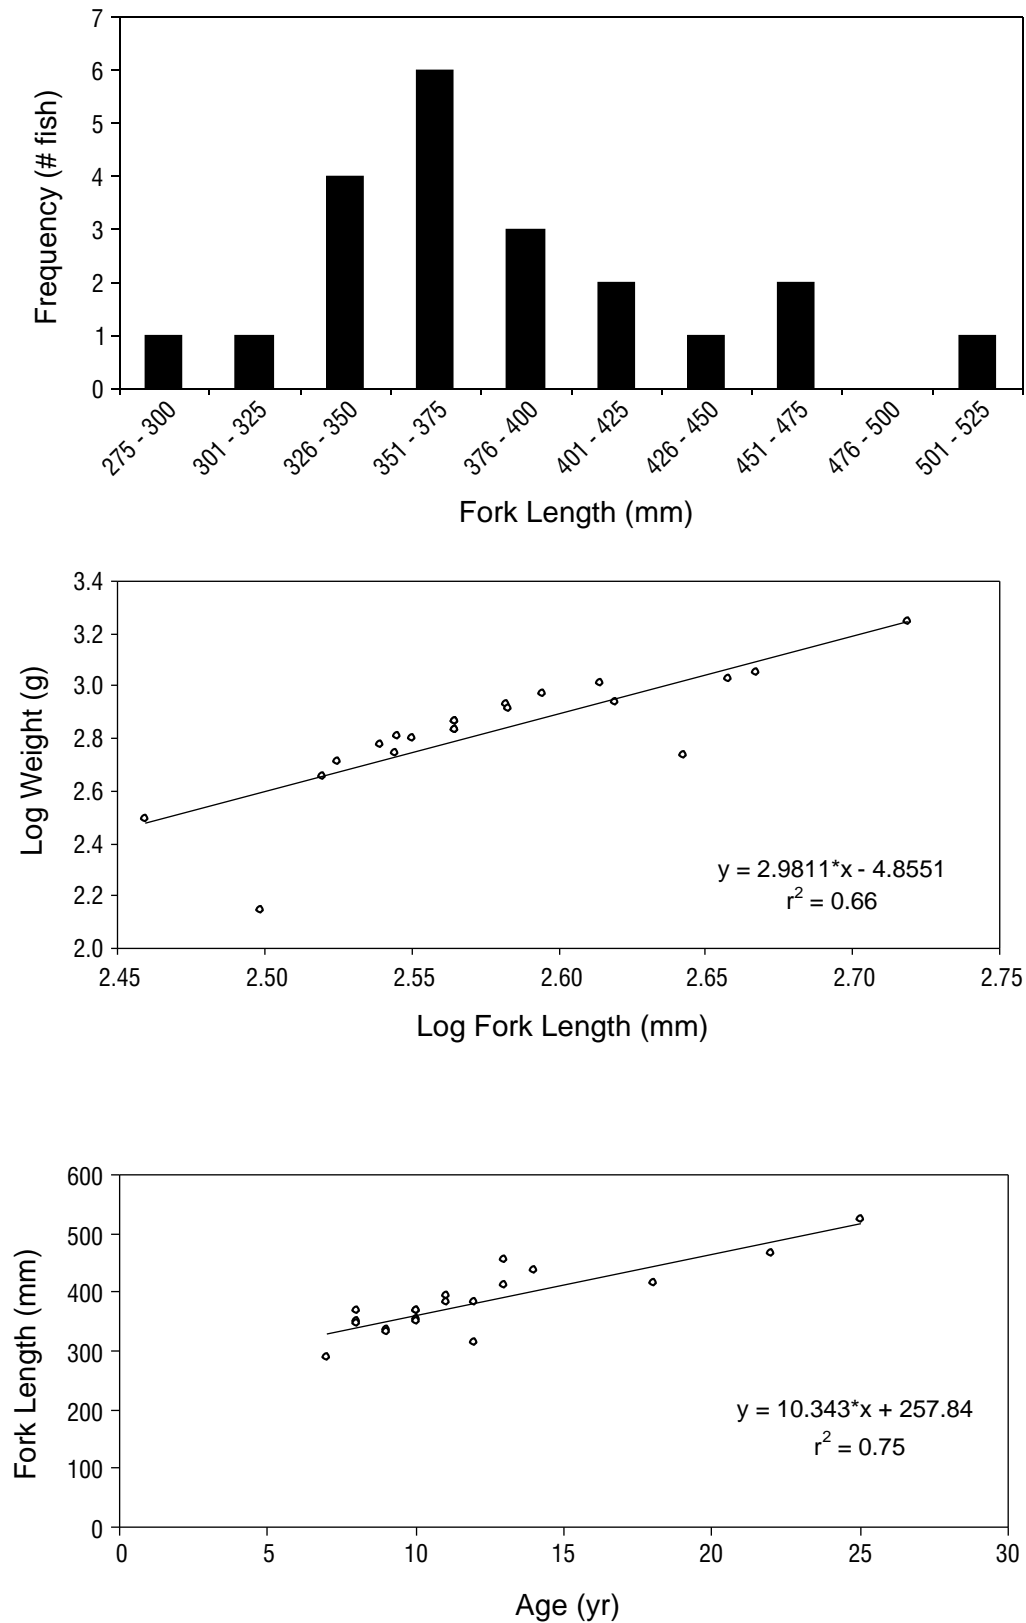 7
6
5
4
3
2
1
0
Frequency (# fish)
275 - 300
301 - 325
326 - 350
351 - 375
376 - 400
401 - 425
426 - 450
451 - 475
476 - 500
501 - 525
Fork Length (mm)
3.4
3.2
3.0
2.8
2.6
2.4
2.2
2.0
Log Weight (g)
y = 2.9811*x - 4.8551
r² = 0.66
2.45 2.50 2.55 2.60 2.65 2.70 2.75
Log Fork Length (mm)
600
500
400
300
200
100
0
Fork Length (mm)
y = 10.343*x + 257.84
r² = 0.75
0 5 10 15 20 25 30
Age (yr)